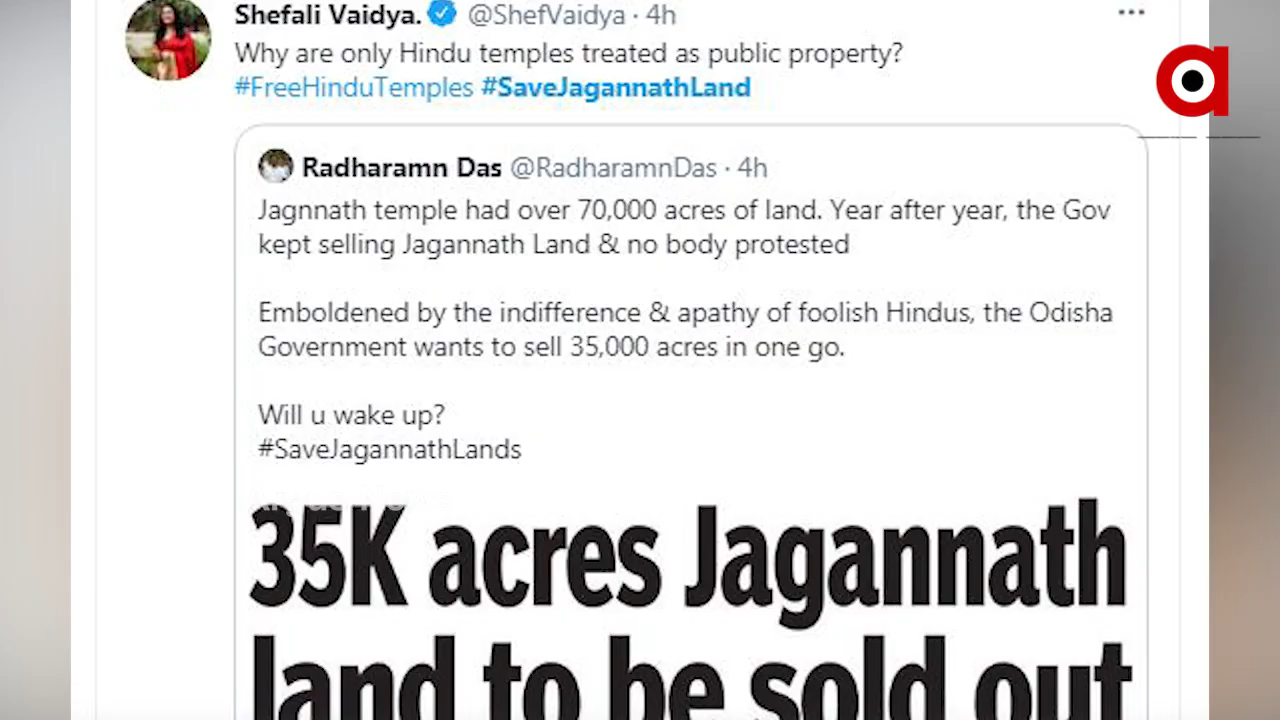 Shefali Vaidya. @ShefVaidya · 4h
Why are only Hindu temples treated as public property?
#FreeHinduTemples #SaveJagannathLand
Radharamn Das @RadharamnDas · 4h
Jagnnath temple had over 70,000 acres of land. Year after year, the Gov
kept selling Jagannath Land & no body protested
Emboldened by the indifference & apathy of foolish Hindus, the Odisha
Government wants to sell 35,000 acres in one go.
Will u wake up?
#SaveJagannathLands
35K acres Jagannath
land to be sold out